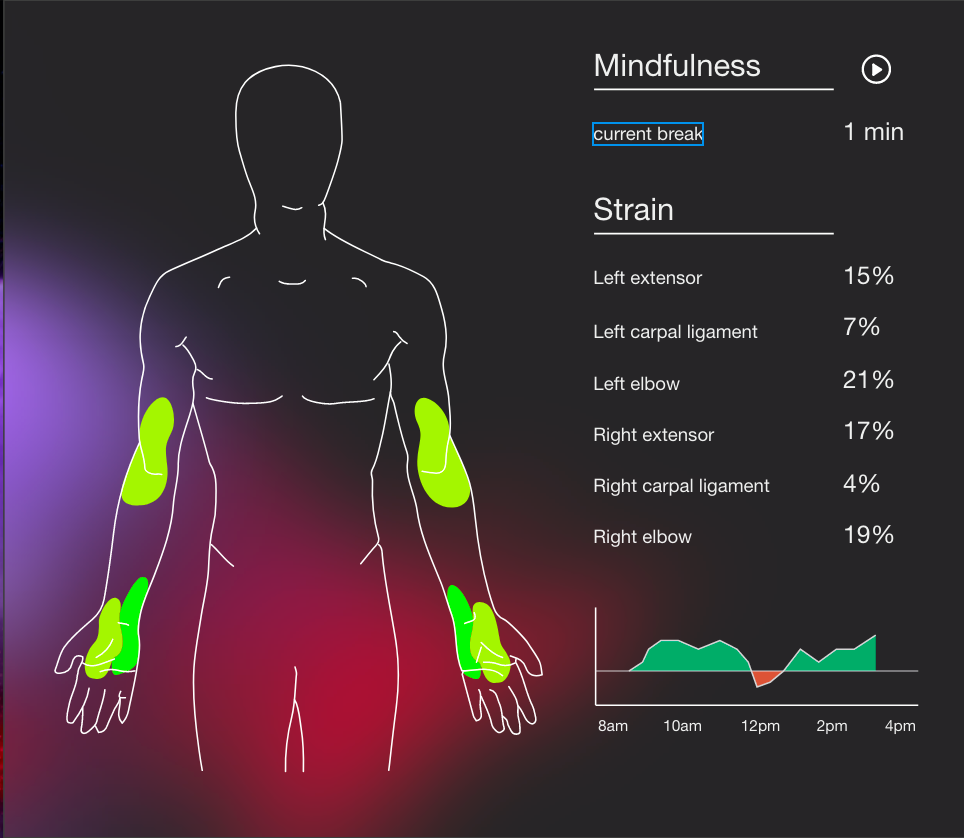 Mindfulness
current break 1 min
Strain
Left extensor 15%
Left carpal ligament 7%
Left elbow 21%
Right extensor 17%
Right carpal ligament 4%
Right elbow 19%
8am 10am 12pm 2pm 4pm